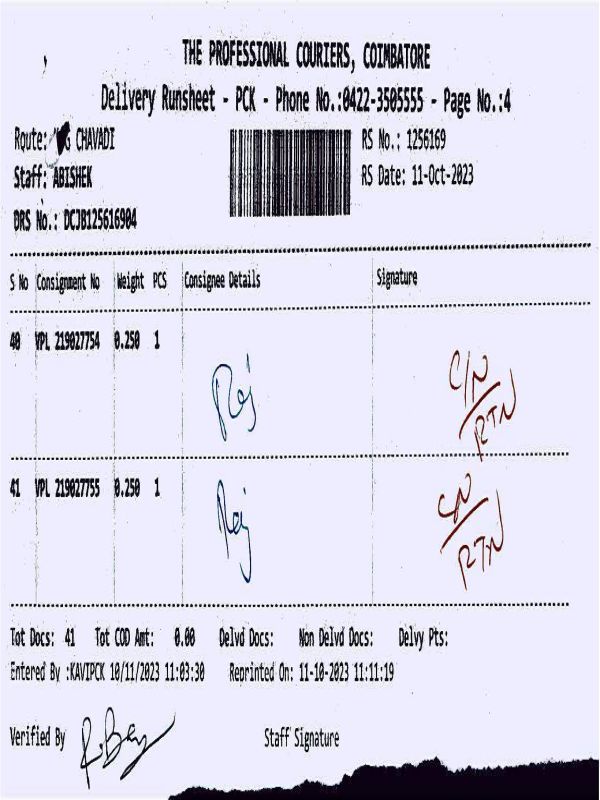 THE PROFESSIONAL COURIERS, COIMBATORE
Delivery Runsheet - PCK - Phone No.:0422-3505555 - Page No.:4
Route: CHAVADI
RS No.: 1256169
Staff: ABISHEK
RS Date: 11-Oct-2023
DRS No.: DCJB125616904
S No Consignment No Weight PCS Consignee Details Signature
40 VPL 219027754 0.250 1
Raj
C/N
RTN
41 VPL 219027755 0.250 1
Raj
C/N
RTN
Tot Docs: 41 Tot COD Amt: 0.00 Delvd Docs: Non Delvd Docs: Delvy Pts:
Entered By :KAVIPCK 10/11/2023 11:03:30 Reprinted On: 11-10-2023 11:11:19
Verified By
Staff Signature